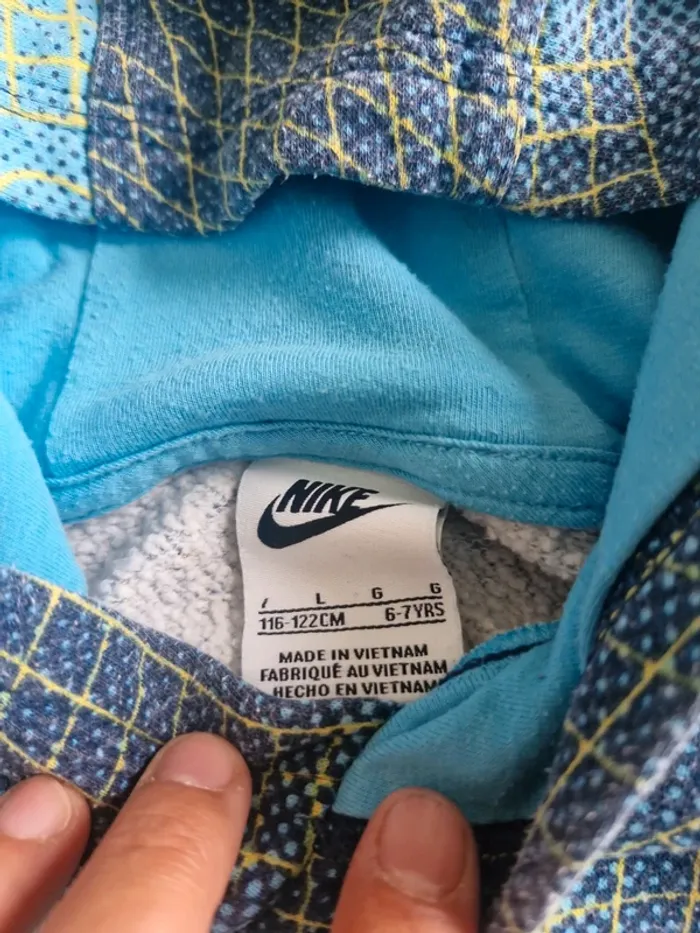 NIKE
L G G
116-122CM 6-7YRS
MADE IN VIETNAM
FABRIQUÉ AU VIETNAM
HECHO EN VIETNAM